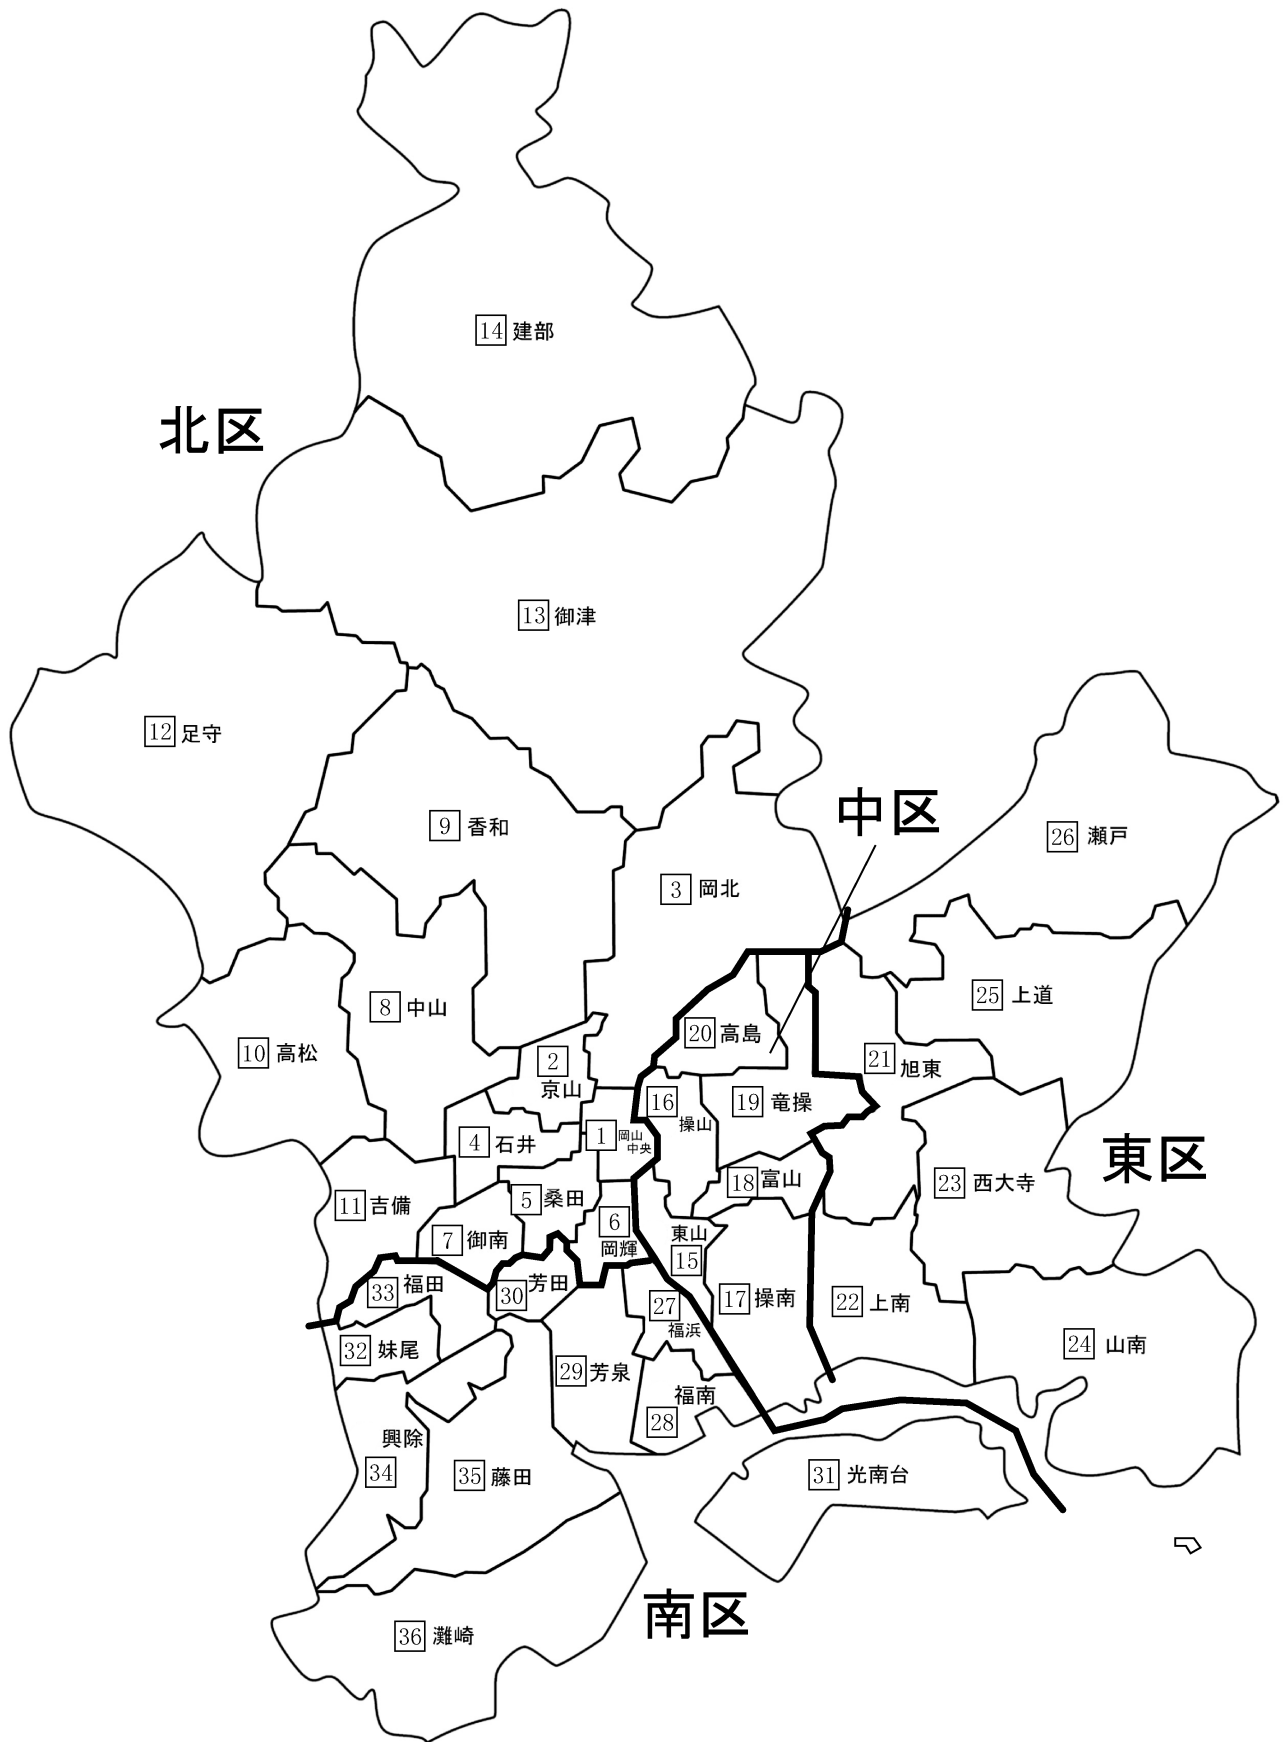 14 建部
北区
13 御津
12 足守
中区
9 香和
26 瀬戸
3 岡北
25 上道
8 中山
20 高島
10 高松
2
京山
21 旭東
16
操山
19 竜操
1 岡山
中央
4 石井
東区
18 富山
23 西大寺
11 吉備
5 桑田
6
岡輝
7 御南
東山
15
33 福田
30 芳田
17 操南
22 上南
27
福浜
32 妹尾
24 山南
29 芳泉
福南
28
興除
34
35 藤田
31 光南台
南区
36 灘崎